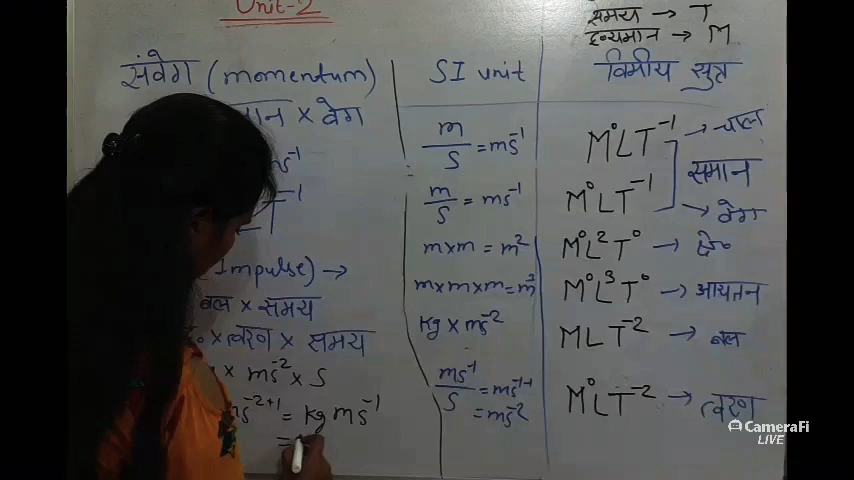 Unit-2
समय → T
द्रव्यमान → M
संवेग (momentum)
SI unit
विमीय सुत्र
मान × वेग
m/s = ms⁻¹
M⁰LT⁻¹ → चाल
समान
m/s = ms⁻¹
M⁰LT⁻¹ → वेग
m×m = m²
M⁰L²T⁰ → क्षे०
(Impulse) →
m×m×m = m³
M⁰L³T⁰ → आयतन
बल × समय
kg × ms⁻²
MLT⁻² → बल
× त्वरण × समय
× ms⁻² × S
ms⁻¹/S = ms⁻¹⁻¹
= ms⁻²
M⁰LT⁻² → त्वरण
s⁻²⁺¹ = kg ms⁻¹
=
CameraFi
LIVE